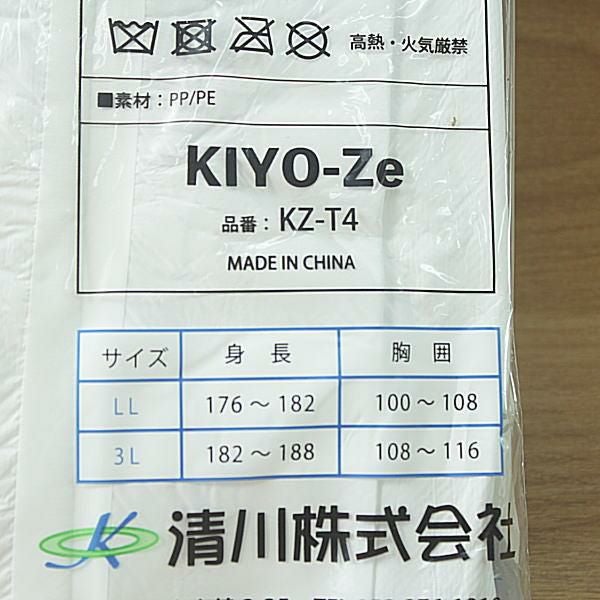 高熱・火気厳禁
■素材：PP/PE
KIYO-Ze
品番：KZ-T4
MADE IN CHINA
サイズ 身長 胸囲
LL 176～182 100～108
3L 182～188 108～116
K 清川株式会社